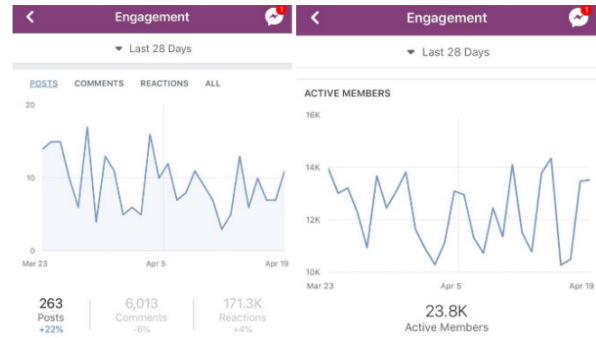 Engagement
1
Last 28 Days
POSTS COMMENTS REACTIONS ALL
20
10
0
Mar 23 Apr 5 Apr 19
263 6,013 171.3K
Posts Comments Reactions
+22% -6% +4%
Engagement
1
Last 28 Days
ACTIVE MEMBERS
16K
14K
12K
10K
Mar 23 Apr 5 Apr 19
23.8K
Active Members